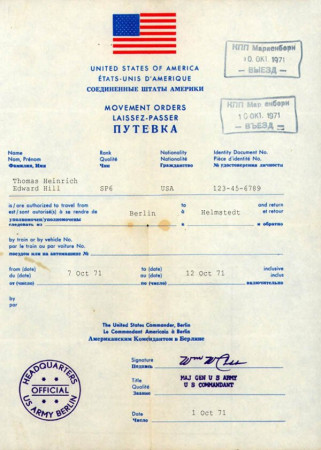 UNITED STATES OF AMERICA
ÉTATS-UNIS D'AMERIQUE
СОЕДИНЕННЫЕ ШТАТЫ АМЕРИКИ
КПП Мариенборн
10 ОКТ. 1971
– ВЫЕЗД –
MOVEMENT ORDERS
LAISSEZ-PASSER
ПУТЕВКА
КПП Мариенборн
10 ОКТ 1971
– ВЪЕЗД –
Name Rank Nationality Identity Document No.
Nom, Prénom Qualité Nationalité Pièce d'identité No.
Фамилия, Имя Чин Гражданство № удостоверения личности
Thomas Heinrich
Edward Hill SP6 USA 123-45-6789
is/are authorized to travel from to and return
est/sont autorisé(s) à se rendre de à et retour
уполномочен/уполномочены
следовать из Berlin в Helmstedt и обратно
by train or by vehicle No.
par le train ou par voiture No.
поездом или на автомашине №
from (date) to (date) inclusive
du (date) 7 Oct 71 au (date) 12 Oct 71 inclus
от (число) по (число) включительно
by
par
The United States Commander, Berlin
Le Commandant Americain à Berlin
Американским Комендантом в Берлине
Signature
Подпись
Title MAJ GEN U S ARMY
Qualité U S COMMANDANT
Звание
Date 1 Oct 71
Число
HEADQUARTERS
OFFICIAL
US ARMY BERLIN